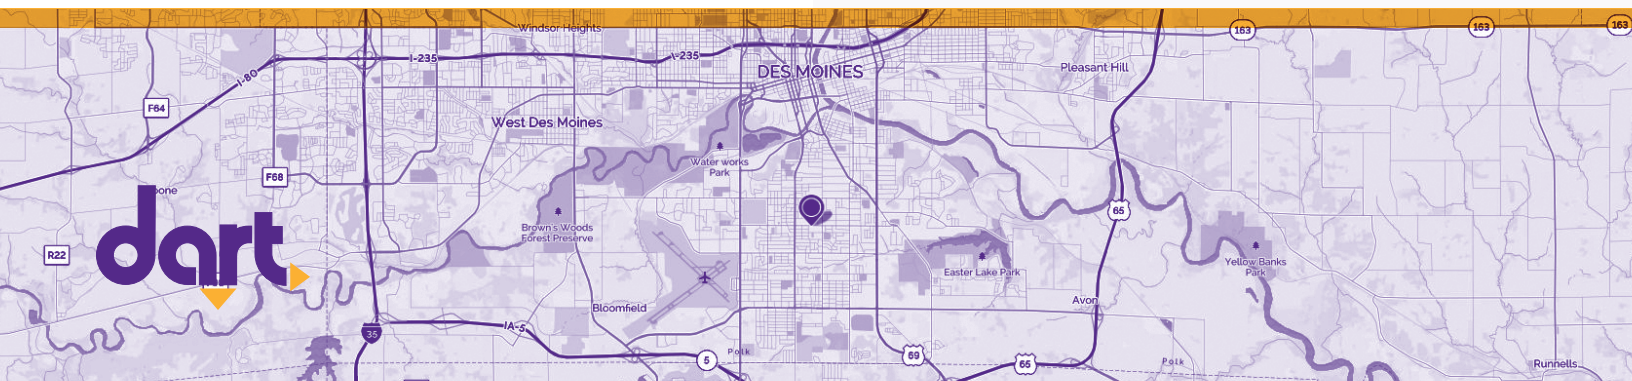 Windsor Heights
163
163
163
I-235
I-235
I-80
DES MOINES
Pleasant Hill
F64
West Des Moines
Water works
Park
F68
65
dart
Brown's Woods
Forest Preserve
R22
Easter Lake Park
Yellow Banks
Park
Bloomfield
Avon
35
IA-5
5
Polk
69
65
Polk
Runnells